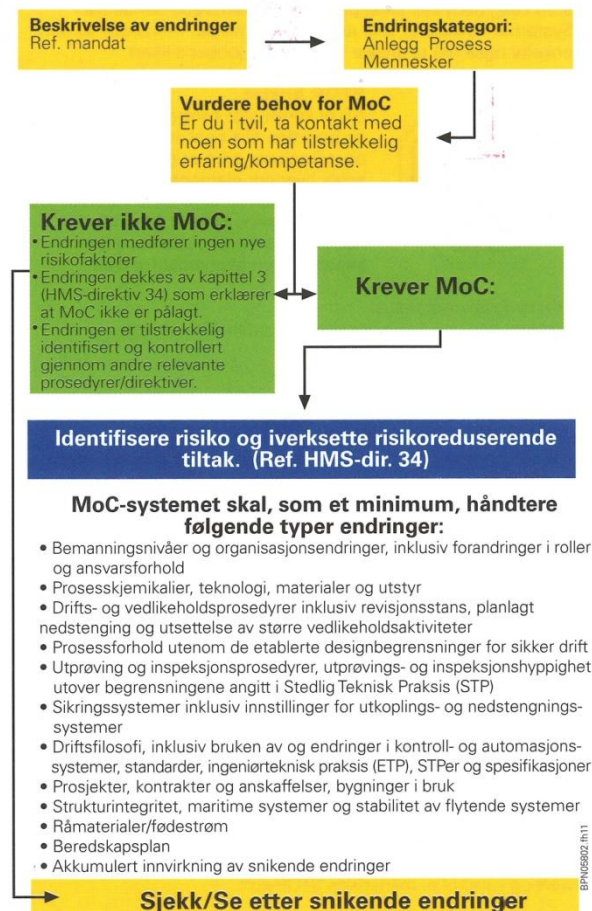 Beskrivelse av endringer
Ref. mandat
Endringskategori:
Anlegg Prosess
Mennesker
Vurdere behov for MoC
Er du i tvil, ta kontakt med
noen som har tilstrekkelig
erfaring/kompetanse.
Krever ikke MoC:
• Endringen medfører ingen nye
risikofaktorer
• Endringen dekkes av kapittel 3
(HMS-direktiv 34) som erklærer
at MoC ikke er pålagt.
• Endringen er tilstrekkelig
identifisert og kontrollert
gjennom andre relevante
prosedyrer/direktiver.
Krever MoC:
Identifisere risiko og iverksette risikoreduserende
tiltak. (Ref. HMS-dir. 34)
MoC-systemet skal, som et minimum, håndtere
følgende typer endringer:
• Bemanningsnivåer og organisasjonsendringer, inklusiv forandringer i roller
og ansvarsforhold
• Prosesskjemikalier, teknologi, materialer og utstyr
• Drifts- og vedlikeholdsprosedyrer inklusiv revisjonsstans, planlagt
nedstenging og utsettelse av større vedlikeholdsaktiviteter
• Prosessforhold utenom de etablerte designbegrensninger for sikker drift
• Utprøving og inspeksjonsprosedyrer, utprøvings- og inspeksjonshyppighet
utover begrensningene angitt i Stedlig Teknisk Praksis (STP)
• Sikringssystemer inklusiv innstillinger for utkoplings- og nedstengnings-
systemer
• Driftsfilosofi, inklusiv bruken av og endringer i kontroll- og automasjons-
systemer, standarder, ingeniørteknisk praksis (ETP), STPer og spesifikasjoner
• Prosjekter, kontrakter og anskaffelser, bygninger i bruk
• Strukturintegritet, maritime systemer og stabilitet av flytende systemer
• Råmaterialer/fødestrøm
• Beredskapsplan
• Akkumulert innvirkning av snikende endringer
BPN05802.fh11
Sjekk/Se etter snikende endringer